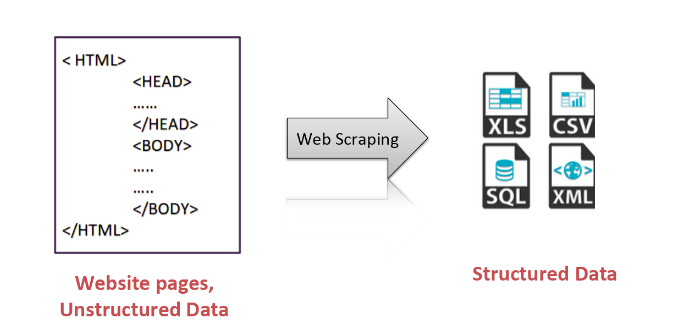 < HTML>
<HEAD>
......
</HEAD>
<BODY>
.....
.....
</BODY>
</HTML>
Website pages,
Unstructured Data
Web Scraping
XLS
CSV
SQL
XML
Structured Data